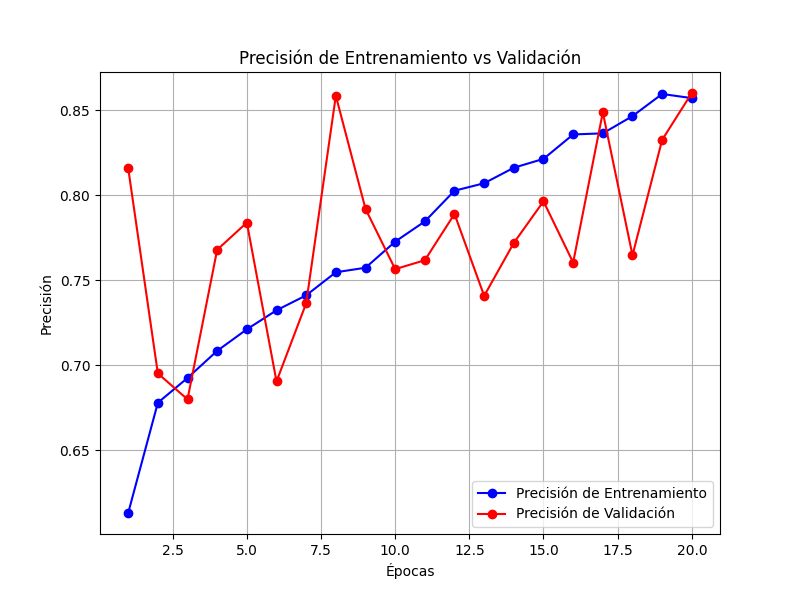 Precisión de Entrenamiento vs Validación
Precisión
0.85
0.80
0.75
0.70
0.65
2.5 5.0 7.5 10.0 12.5 15.0 17.5 20.0
Épocas
Precisión de Entrenamiento
Precisión de Validación